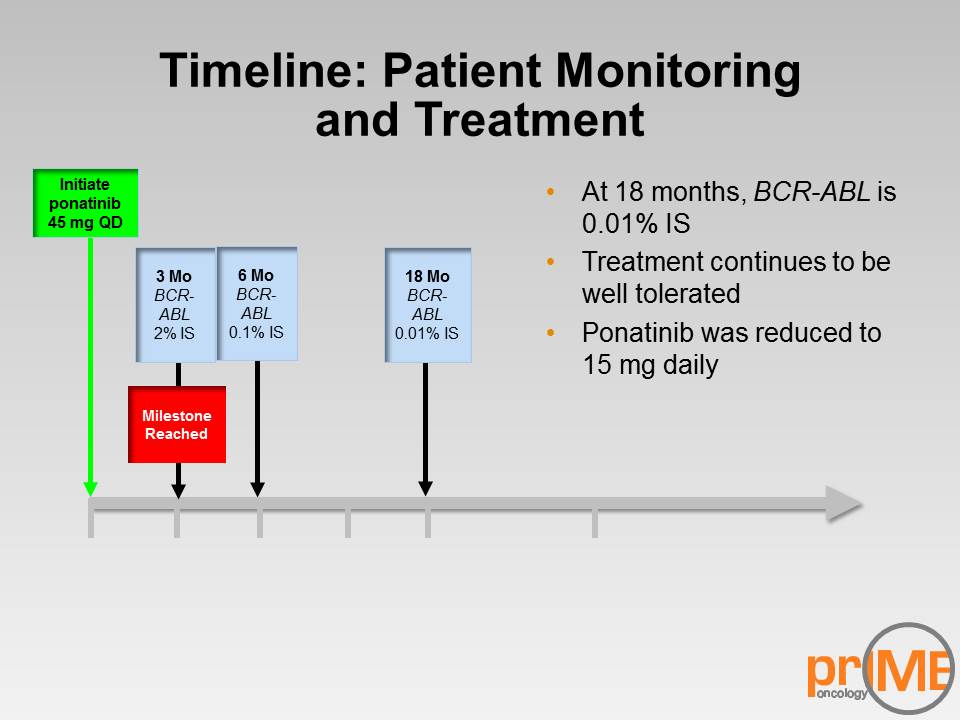 Timeline: Patient Monitoring
and Treatment
Initiate
ponatinib
45 mg QD
3 Mo
BCR-
ABL
2% IS
6 Mo
BCR-
ABL
0.1% IS
18 Mo
BCR-
ABL
0.01% IS
Milestone
Reached
• At 18 months, BCR-ABL is
0.01% IS
• Treatment continues to be
well tolerated
• Ponatinib was reduced to
15 mg daily
prIME
oncology